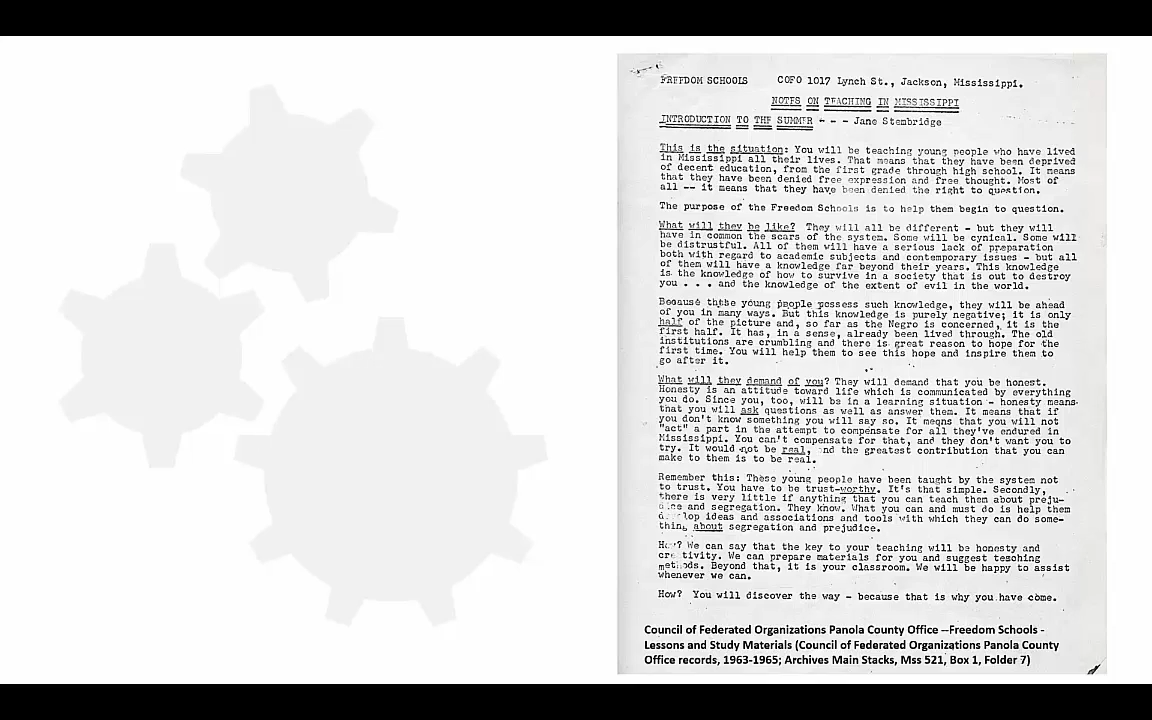 FREEDOM SCHOOLS COFO 1017 Lynch St., Jackson, Mississippi.
NOTES ON TEACHING IN MISSISSIPPI
INTRODUCTION TO THE SUMMER - - - Jane Stembridge
This is the situation: You will be teaching young people who have lived
in Mississippi all their lives. That means that they have been deprived
of decent education, from the first grade through high school. It means
that they have been denied free expression and free thought. Most of
all -- it means that they have been denied the right to question.
The purpose of the Freedom Schools is to help them begin to question.
What will they be like? They will all be different - but they will
have in common the scars of the system. Some will be cynical. Some will
be distrustful. All of them will have a serious lack of preparation
both with regard to academic subjects and contemporary issues - but all
of them will have a knowledge far beyond their years. This knowledge
is the knowledge of how to survive in a society that is out to destroy
you . . . and the knowledge of the extent of evil in the world.
Because these young people possess such knowledge, they will be ahead
of you in many ways. But this knowledge is purely negative; it is only
half of the picture and, so far as the Negro is concerned, it is the
first half. It has, in a sense, already been lived through. The old
institutions are crumbling and there is great reason to hope for the
first time. You will help them to see this hope and inspire them to
go after it.
What will they demand of you? They will demand that you be honest.
Honesty is an attitude toward life which is communicated by everything
you do. Since you, too, will be in a learning situation - honesty means
that you will ask questions as well as answer them. It means that if
you don't know something you will say so. It means that you will not
"act" a part in the attempt to compensate for all they've endured in
Mississippi. You can't compensate for that, and they don't want you to
try. It would not be real, and the greatest contribution that you can
make to them is to be real.
Remember this: These young people have been taught by the system not
to trust. You have to be trust-worthy. It's that simple. Secondly,
there is very little if anything that you can teach them about preju-
dice and segregation. They know. What you can and must do is help them
develop ideas and associations and tools with which they can do some-
thing about segregation and prejudice.
How? We can say that the key to your teaching will be honesty and
creativity. We can prepare materials for you and suggest teaching
methods. Beyond that, it is your classroom. We will be happy to assist
whenever we can.
How? You will discover the way - because that is why you have come.
Council of Federated Organizations Panola County Office --Freedom Schools -
Lessons and Study Materials (Council of Federated Organizations Panola County
Office records, 1963-1965; Archives Main Stacks, Mss 521, Box 1, Folder 7)